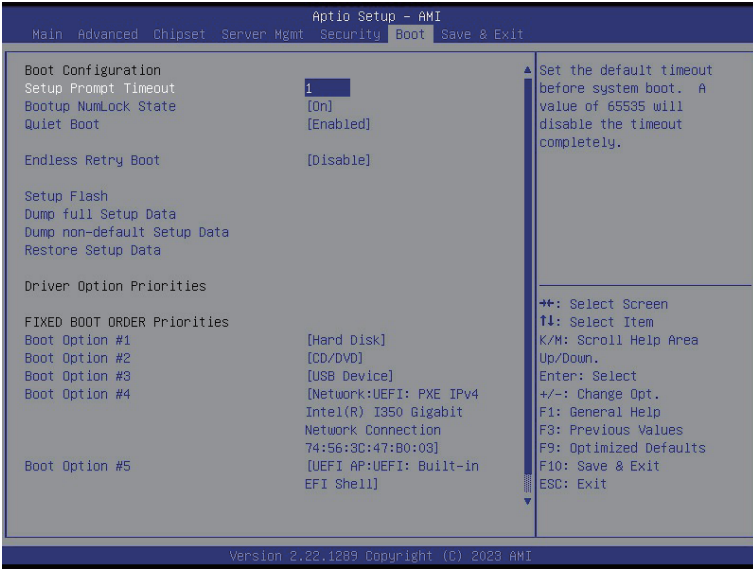 Aptio Setup – AMI
Main Advanced Chipset Server Mgmt Security Boot Save & Exit
Boot Configuration
Setup Prompt Timeout 1
Bootup NumLock State [On]
Quiet Boot [Enabled]
Endless Retry Boot [Disable]
Setup Flash
Dump full Setup Data
Dump non-default Setup Data
Restore Setup Data
Driver Option Priorities
FIXED BOOT ORDER Priorities
Boot Option #1 [Hard Disk]
Boot Option #2 [CD/DVD]
Boot Option #3 [USB Device]
Boot Option #4 [Network:UEFI: PXE IPv4
Intel(R) I350 Gigabit
Network Connection
74:56:3C:47:B0:03]
Boot Option #5 [UEFI AP:UEFI: Built-in
EFI Shell]
Set the default timeout
before system boot. A
value of 65535 will
disable the timeout
completely.
→←: Select Screen
↑↓: Select Item
K/M: Scroll Help Area
Up/Down.
Enter: Select
+/-: Change Opt.
F1: General Help
F3: Previous Values
F9: Optimized Defaults
F10: Save & Exit
ESC: Exit
Version 2.22.1289 Copyright (C) 2023 AMI